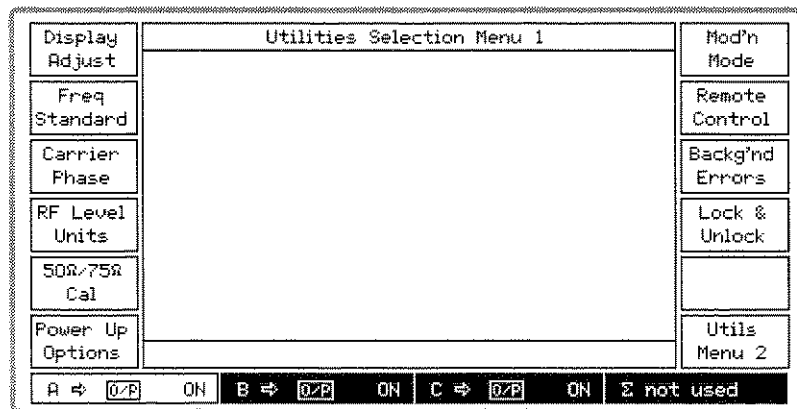 Utilities Selection Menu 1
Display
Adjust
Freq
Standard
Carrier
Phase
RF Level
Units
50Ω/75Ω
Cal
Power Up
Options
Mod'n
Mode
Remote
Control
Backg'nd
Errors
Lock &
Unlock
Utils
Menu 2
A ⇨ O/P ON B ⇨ O/P ON C ⇨ O/P ON Σ not used